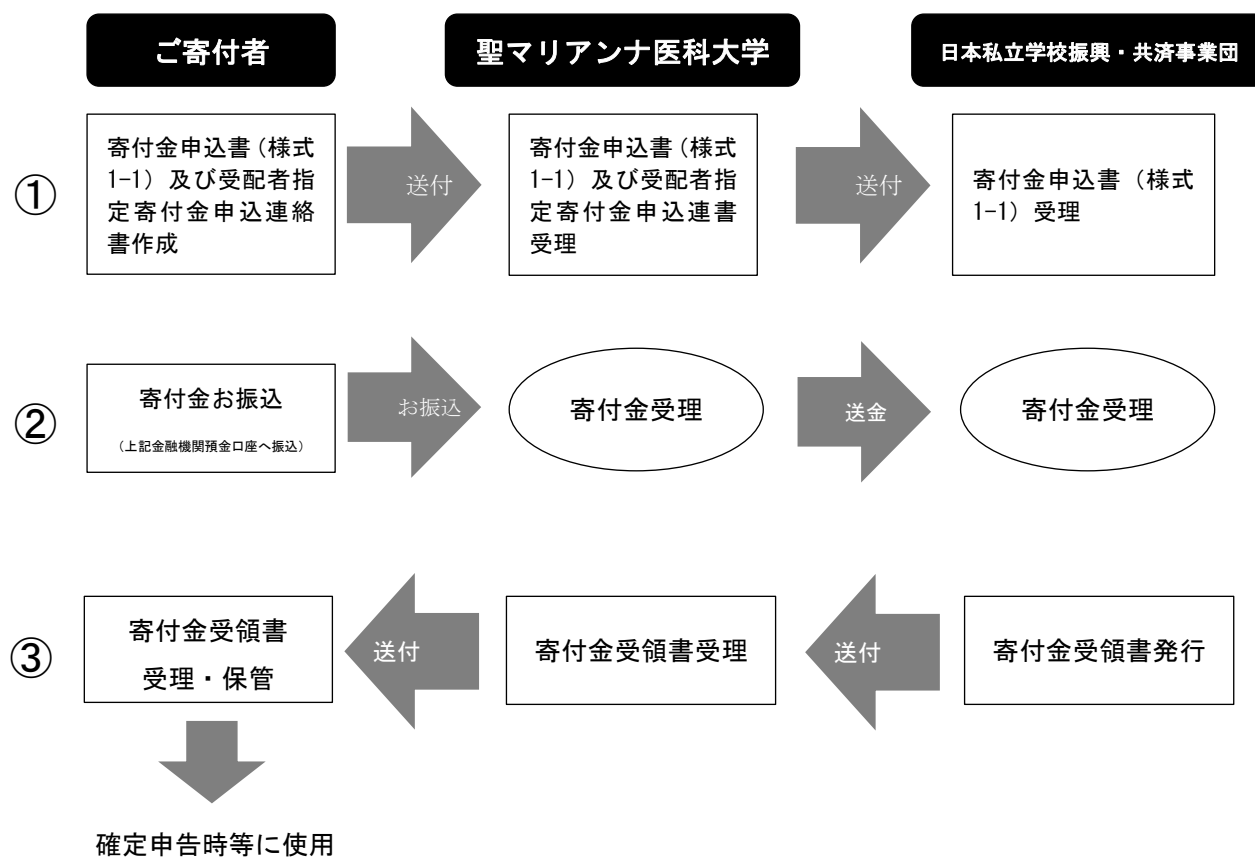 ご寄付者
聖マリアンナ医科大学
日本私立学校振興・共済事業団
①
寄付金申込書（様式
1-1）及び受配者指
定寄付金申込連絡
書作成
送付
寄付金申込書（様式
1-1）及び受配者指
定寄付金申込連書
受理
送付
寄付金申込書（様式
1-1）受理
②
寄付金お振込
（上記金融機関預金口座へ振込）
お振込
寄付金受理
送金
寄付金受理
③
寄付金受領書
受理・保管
送付
寄付金受領書受理
送付
寄付金受領書発行
確定申告時等に使用